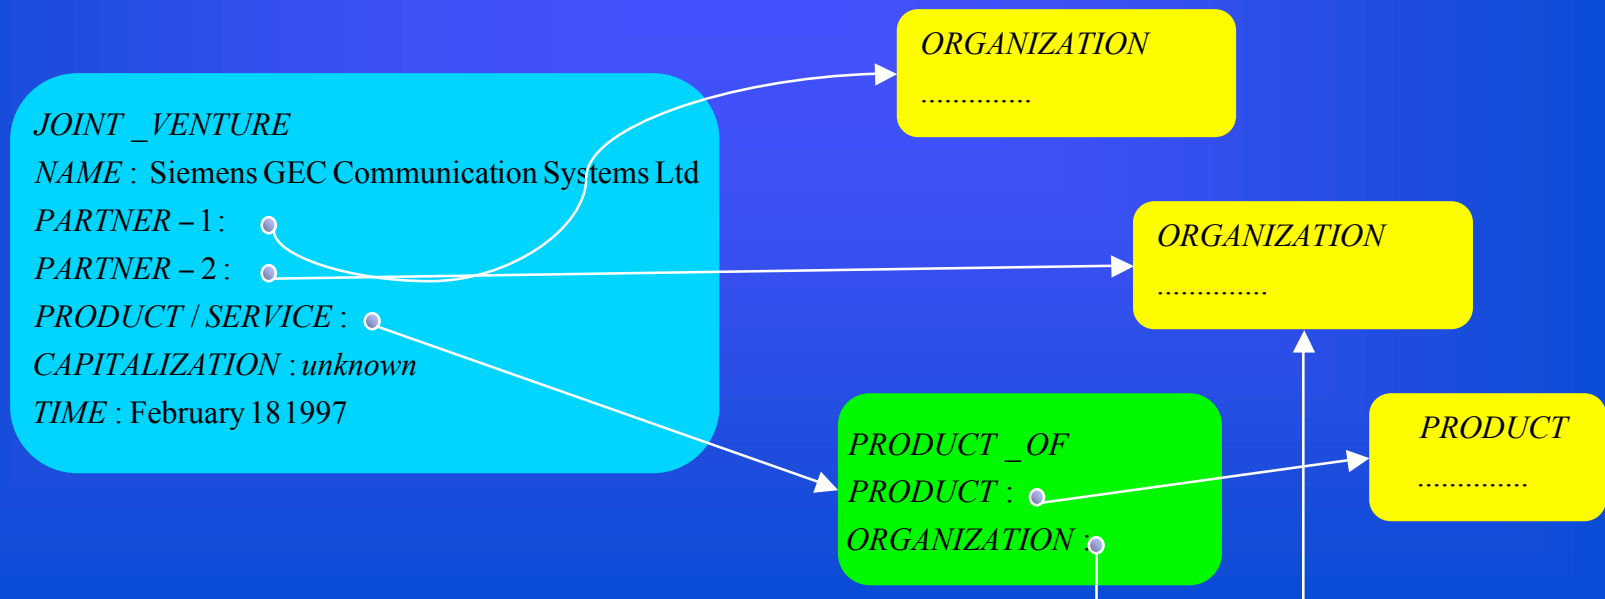 ORGANIZATION
..............
JOINT _VENTURE
NAME : Siemens GEC Communication Systems Ltd
PARTNER – 1 :
PARTNER – 2 :
PRODUCT / SERVICE :
CAPITALIZATION : unknown
TIME : February 18 1997
ORGANIZATION
..............
PRODUCT _OF
PRODUCT :
ORGANIZATION :
PRODUCT
..............